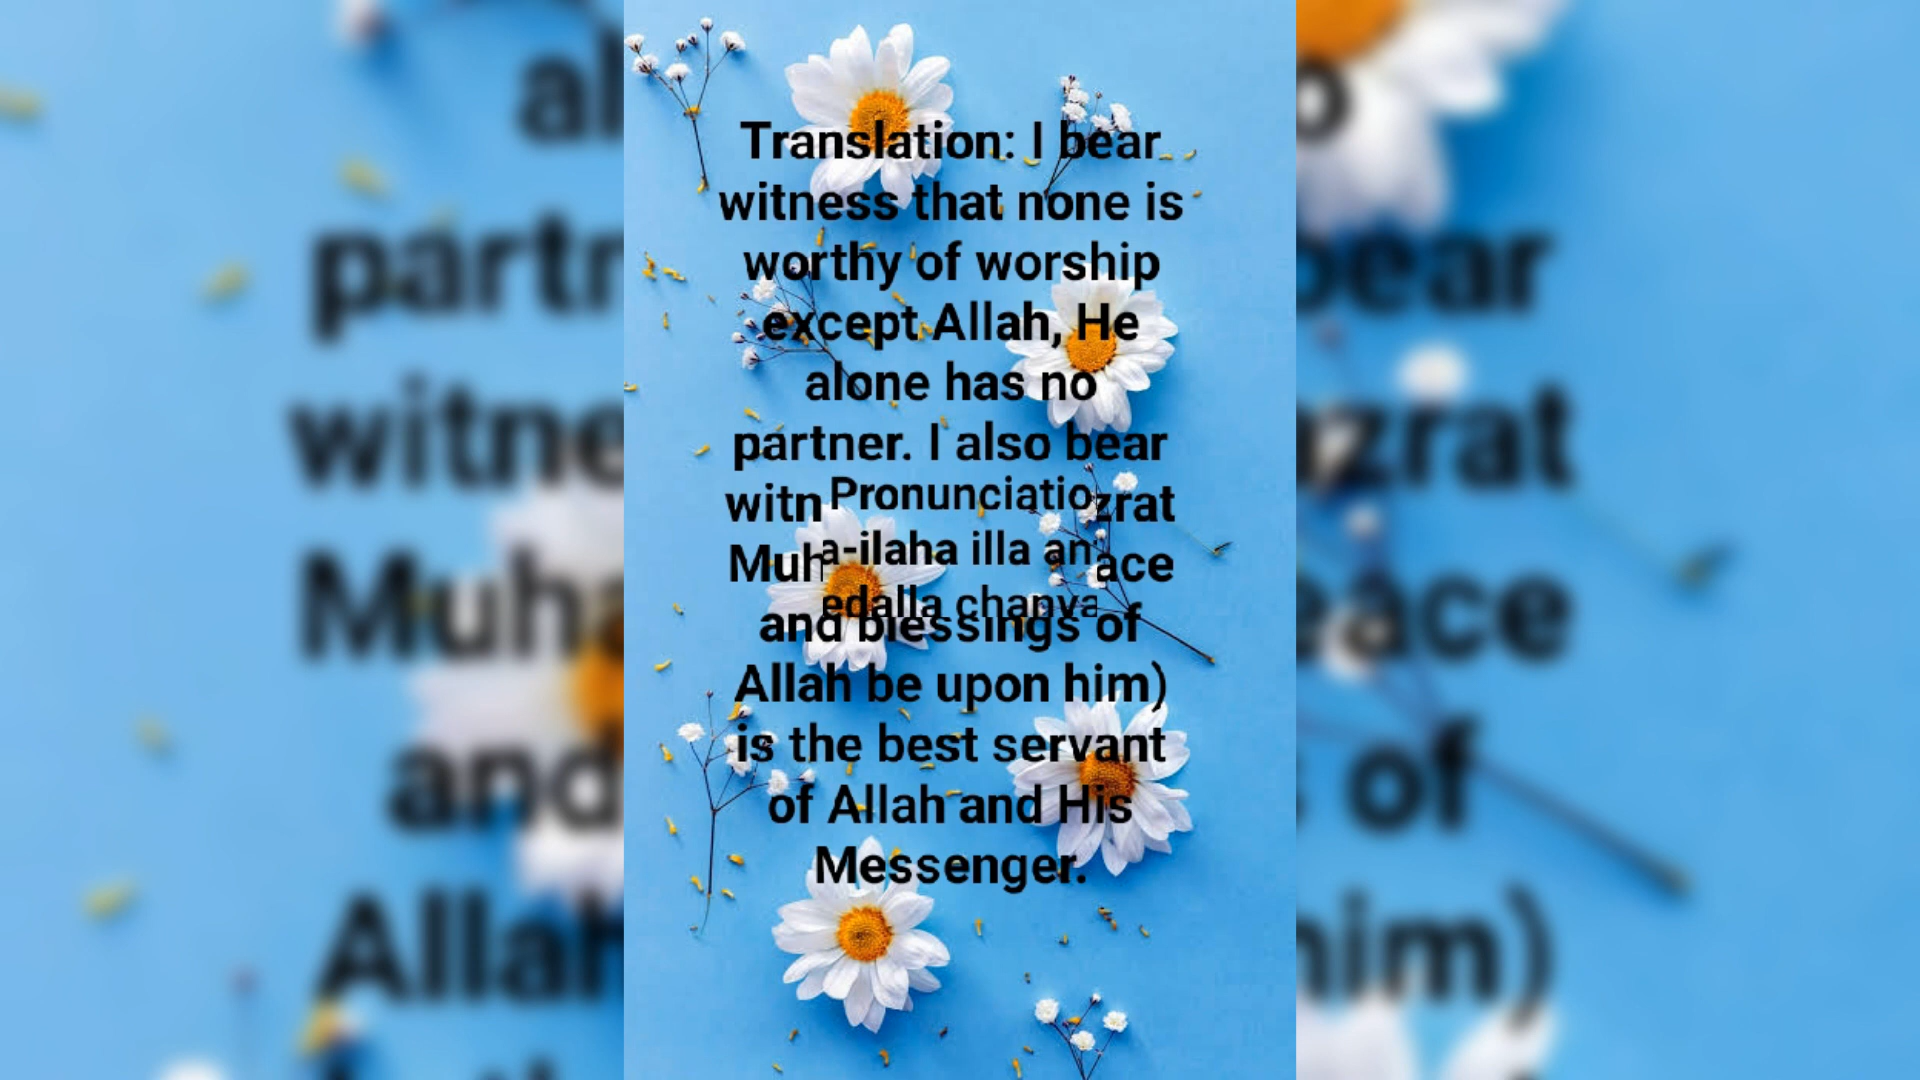 Translation: I bear
witness that none is
worthy of worship
except Allah, He
alone has no
partner. I also bear
witn Pronunciatio zrat
Muh a-ilaha illa an ace
edalla chanva
and blessings of
Allah be upon him)
is the best servant
of Allah and His
Messenger.